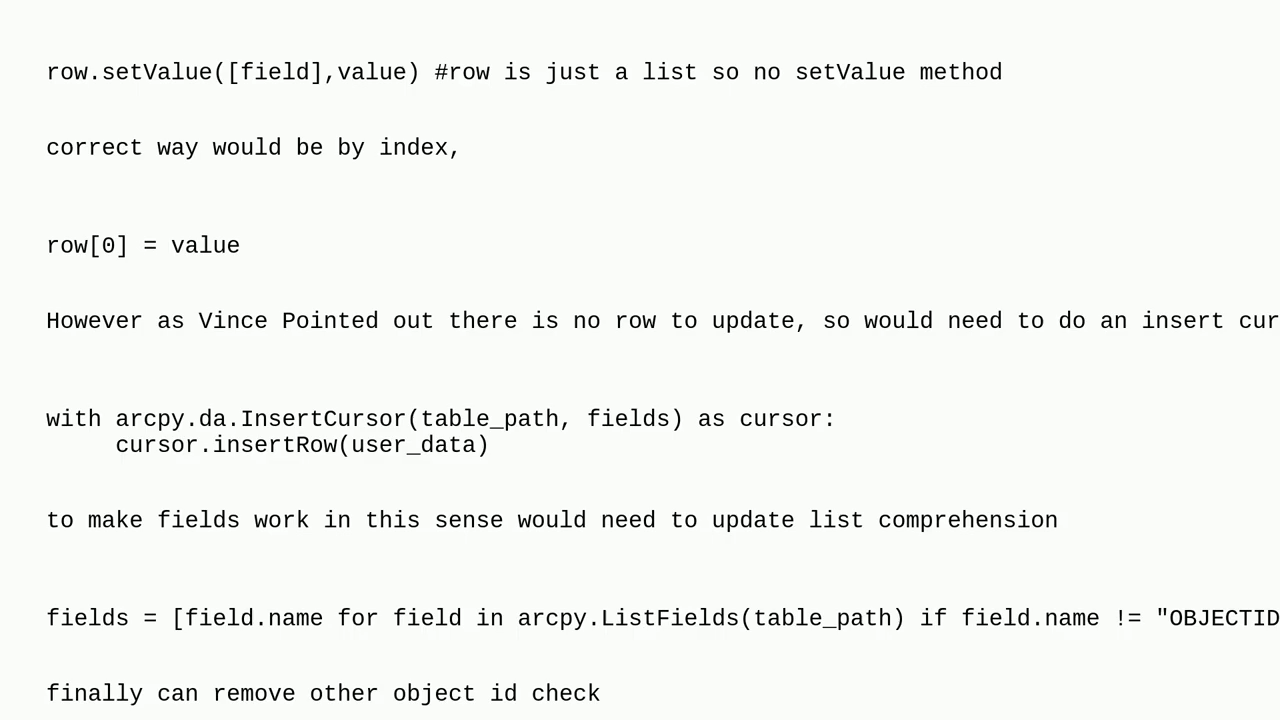 row.setValue([field],value) #row is just a list so no setValue method
correct way would be by index,
row[0] = value
However as Vince Pointed out there is no row to update, so would need to do an insert cur
with arcpy.da.InsertCursor(table_path, fields) as cursor:
     cursor.insertRow(user_data)
to make fields work in this sense would need to update list comprehension
fields = [field.name for field in arcpy.ListFields(table_path) if field.name != "OBJECTID
finally can remove other object id check